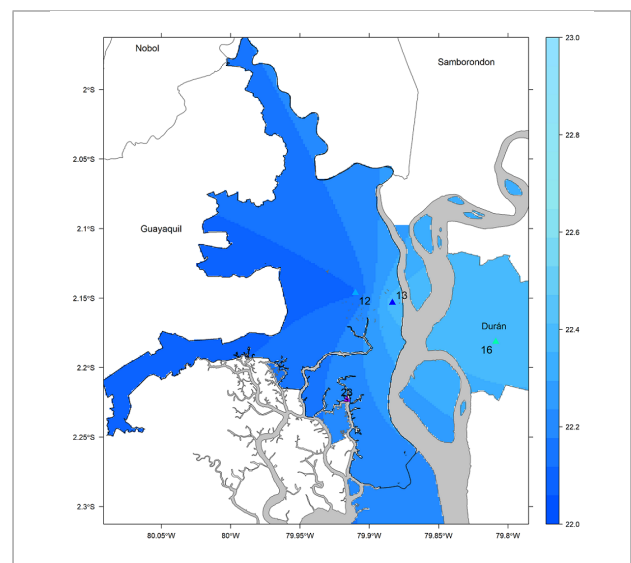 23.0
Nobol
Samborondon
2°S
22.8
2.05°S
22.6
2.1°S
Guayaquil
2.15°S
12
13
22.4
Durán
16
2.2°S
22.2
2.25°S
2.3°S
22.0
80.05°W
80°W
79.95°W
79.9°W
79.85°W
79.8°W